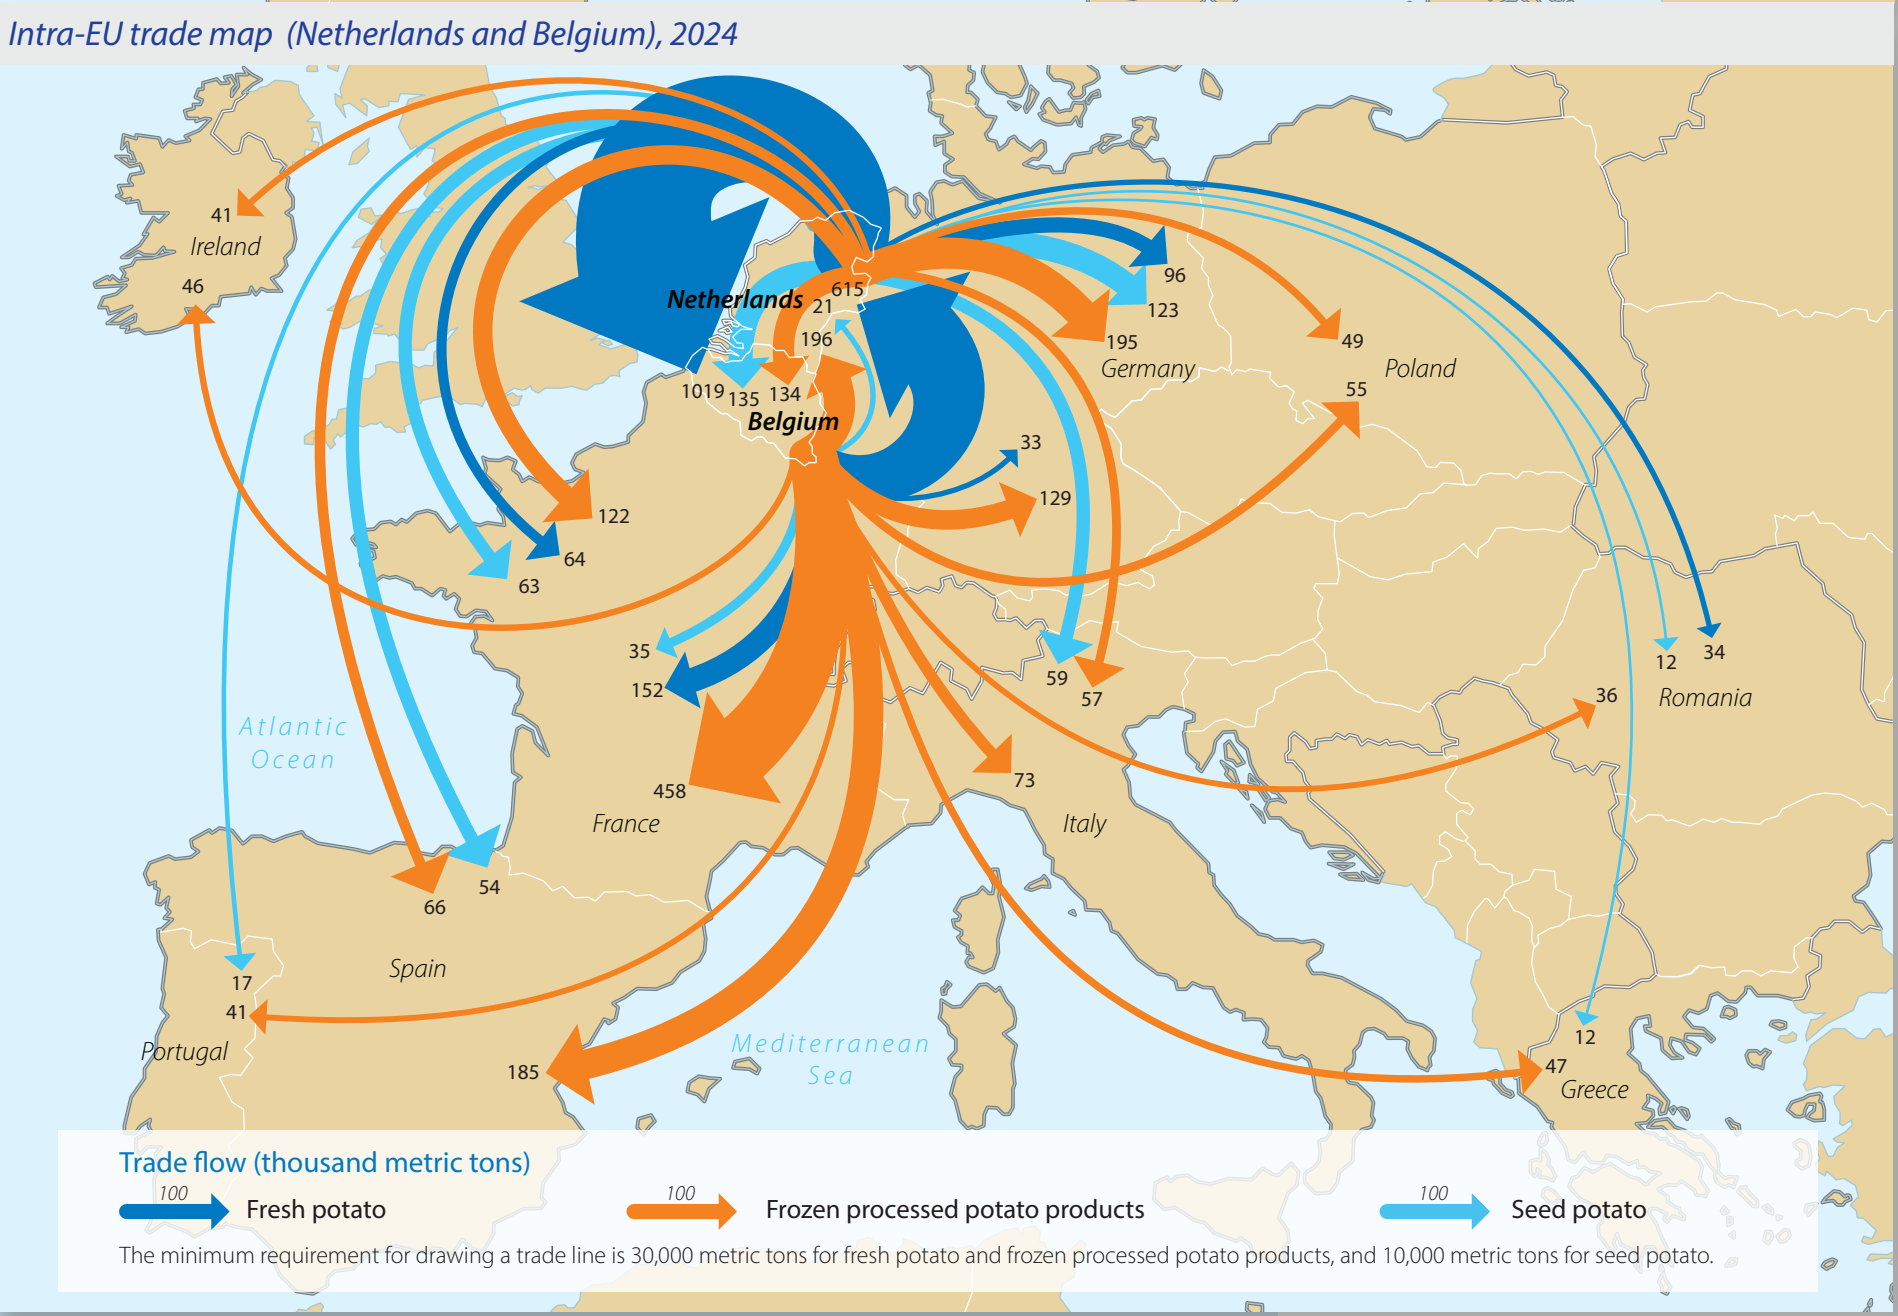 Intra-EU trade map (Netherlands and Belgium), 2024
41
Ireland
46
Netherlands
615
21
196
1019
135
134
Belgium
96
123
195
Germany
49
Poland
55
33
129
122
64
63
35
152
458
France
59
57
12
34
Romania
36
73
Italy
Atlantic
Ocean
54
66
Spain
17
41
Portugal
185
Mediterranean
Sea
12
47
Greece
Trade flow (thousand metric tons)
100
Fresh potato
100
Frozen processed potato products
100
Seed potato
The minimum requirement for drawing a trade line is 30,000 metric tons for fresh potato and frozen processed potato products, and 10,000 metric tons for seed potato.